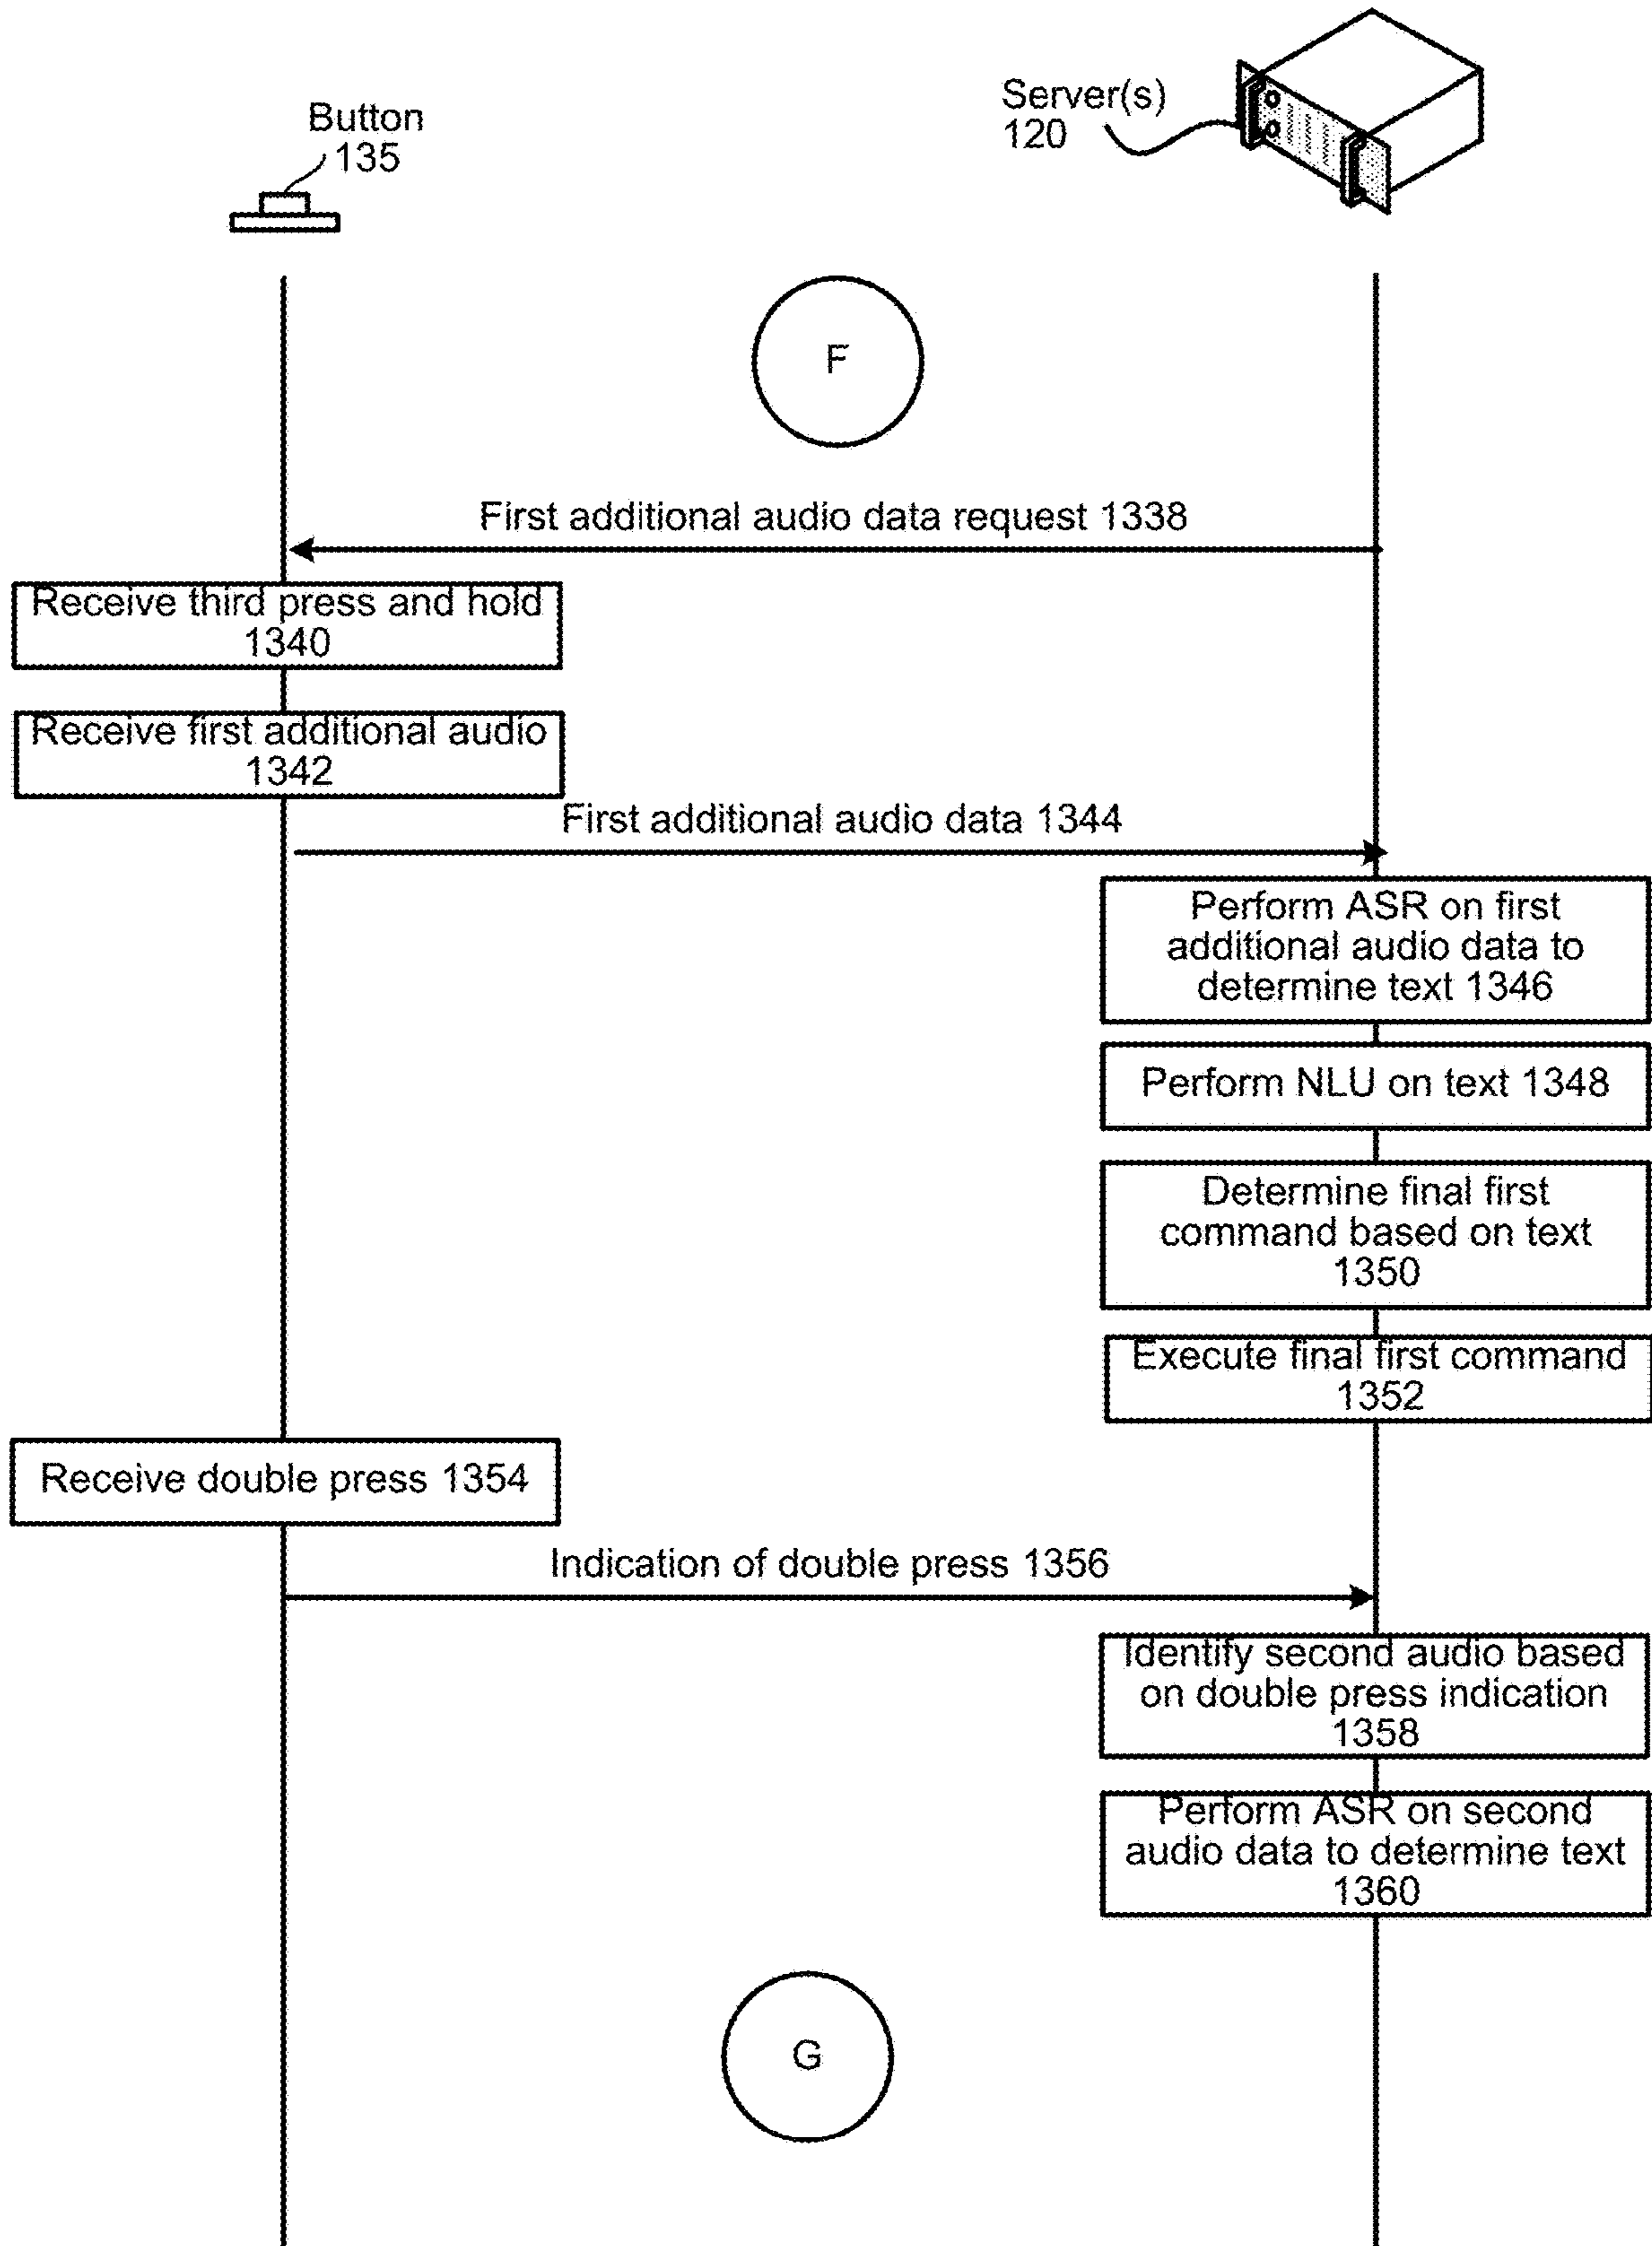 Button
135
Server(s)
120
F
First additional audio data request 1338
Receive third press and hold
1340
Receive first additional audio
1342
First additional audio data 1344
Perform ASR on first
additional audio data to
determine text 1346
Perform NLU on text 1348
Determine final first
command based on text
1350
Execute final first command
1352
Receive double press 1354
Indication of double press 1356
Identify second audio based
on double press indication
1358
Perform ASR on second
audio data to determine text
1360
G